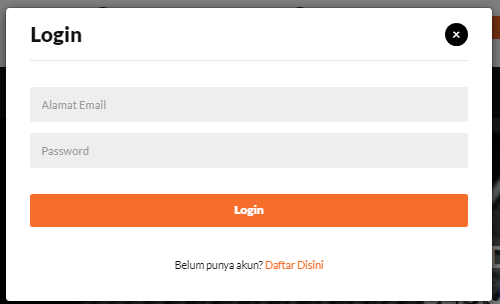 Login
Alamat Email
Password
Login
Belum punya akun? Daftar Disini